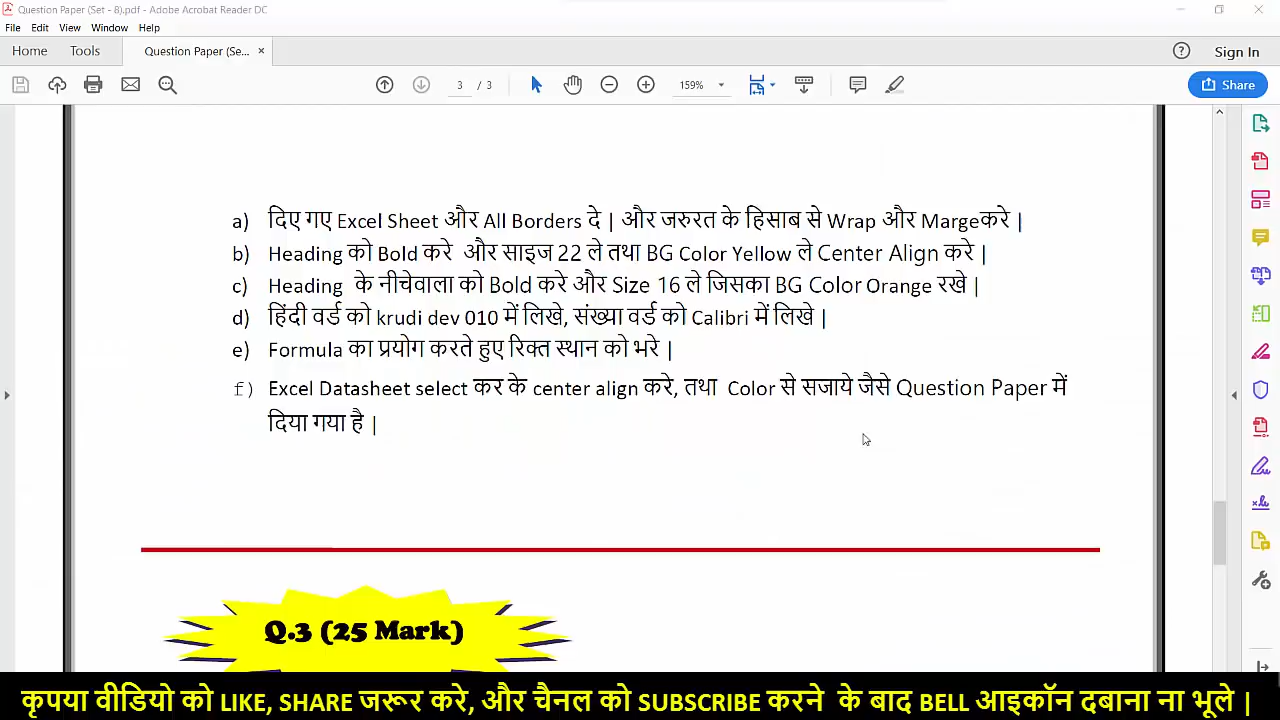 Question Paper (Set - 8).pdf - Adobe Acrobat Reader DC
File Edit View Window Help
Home Tools Question Paper (Se... × Sign In
3 / 3 159% Share
a) दिए गए Excel Sheet और All Borders दे | और जरुरत के हिसाब से Wrap और Margeकरे |
b) Heading को Bold करे और साइज 22 ले तथा BG Color Yellow ले Center Align करे |
c) Heading के नीचेवाला को Bold करे और Size 16 ले जिसका BG Color Orange रखे |
d) हिंदी वर्ड को krudi dev 010 में लिखे, संख्या वर्ड को Calibri में लिखे |
e) Formula का प्रयोग करते हुए रिक्त स्थान को भरे |
f) Excel Datasheet select कर के center align करे, तथा Color से सजाये जैसे Question Paper में
दिया गया है |
Q.3 (25 Mark)
कृपया वीडियो को LIKE, SHARE जरूर करे, और चैनल को SUBSCRIBE करने के बाद BELL आइकॉन दबाना ना भूले |